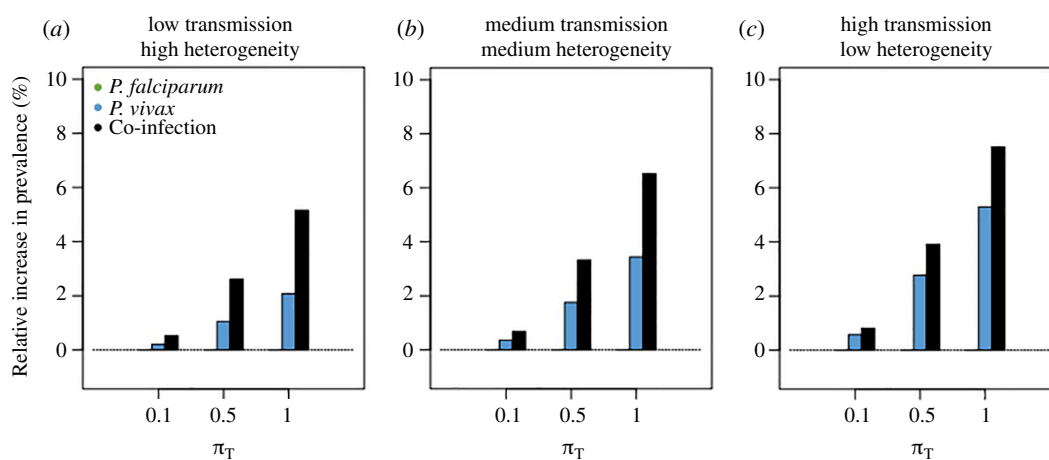 (a) low transmission
high heterogeneity
(b) medium transmission
medium heterogeneity
(c) high transmission
low heterogeneity
Relative increase in prevalence (%)
10
8
6
4
2
0
P. falciparum
P. vivax
Co-infection
0.1 0.5 1
πT
10
8
6
4
2
0
0.1 0.5 1
πT
10
8
6
4
2
0
0.1 0.5 1
πT